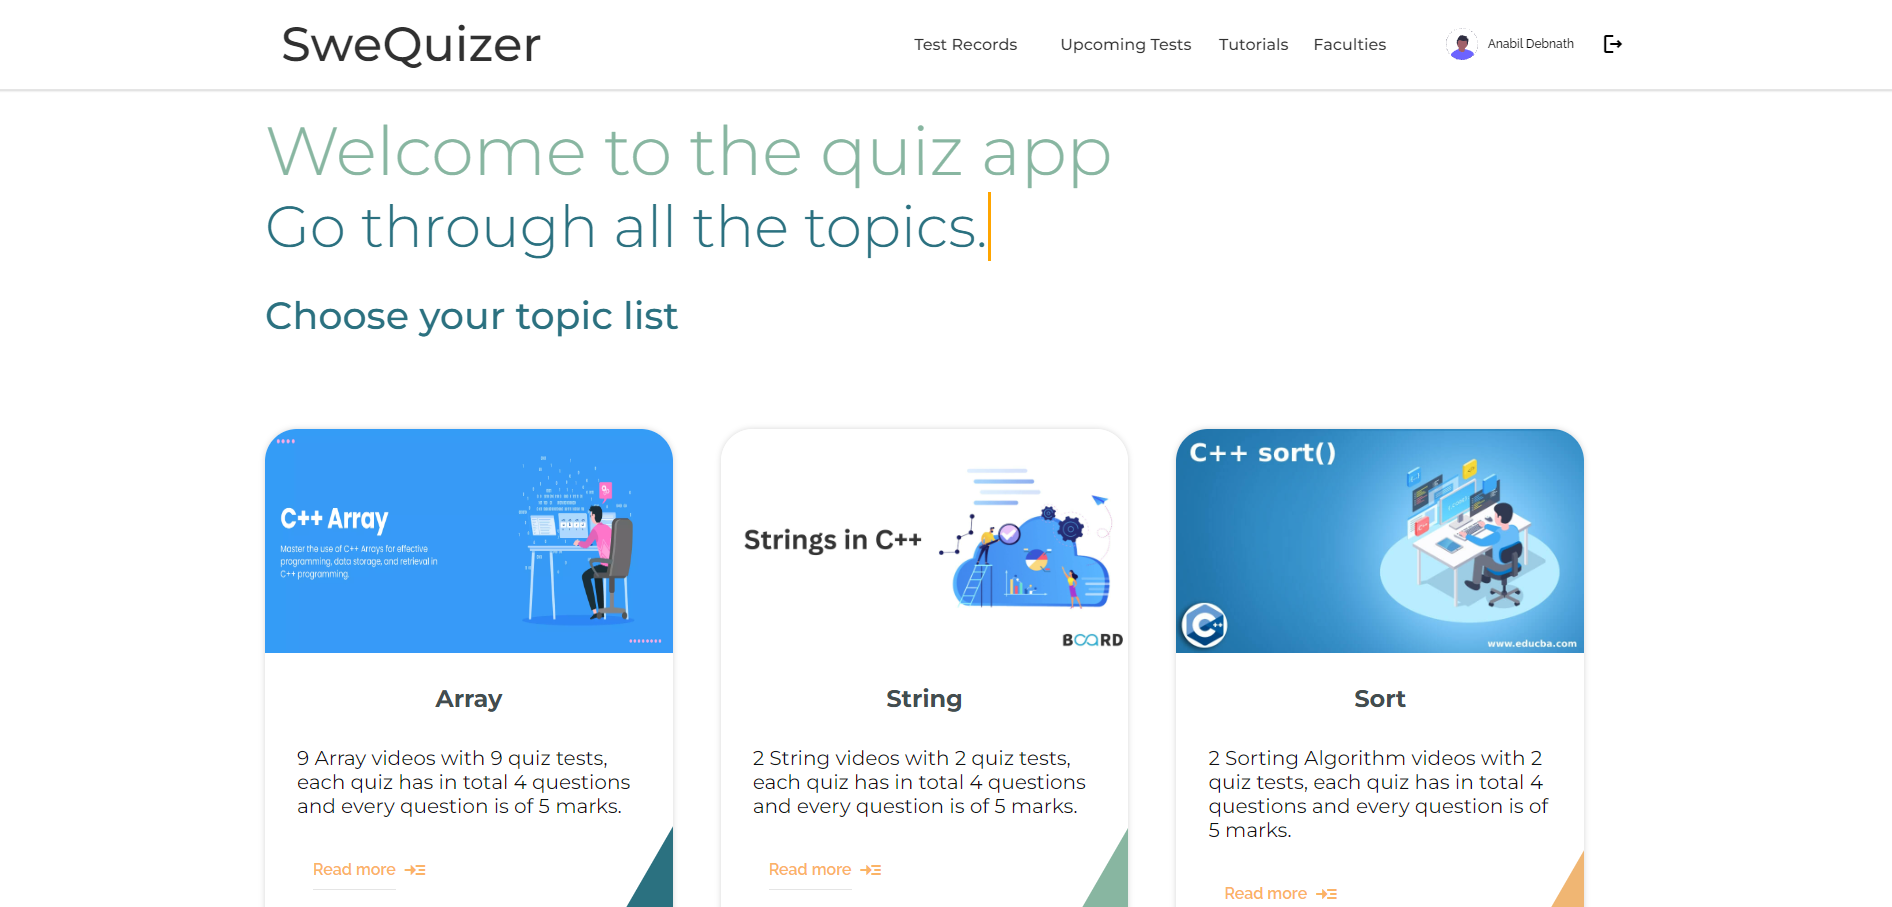 SweQuizer
Test Records
Upcoming Tests
Tutorials
Faculties
Anabil Debnath
Welcome to the quiz app
Go through all the topics.
Choose your topic list
C++ Array
Master the use of C++ Arrays for effective
programming, data storage, and retrieval in
C++ programming.
Array
9 Array videos with 9 quiz tests,
each quiz has in total 4 questions
and every question is of 5 marks.
Read more
Strings in C++
BOARD
String
2 String videos with 2 quiz tests,
each quiz has in total 4 questions
and every question is of 5 marks.
Read more
C++ sort()
C++
www.educba.com
Sort
2 Sorting Algorithm videos with 2
quiz tests, each quiz has in total 4
questions and every question is of
5 marks.
Read more